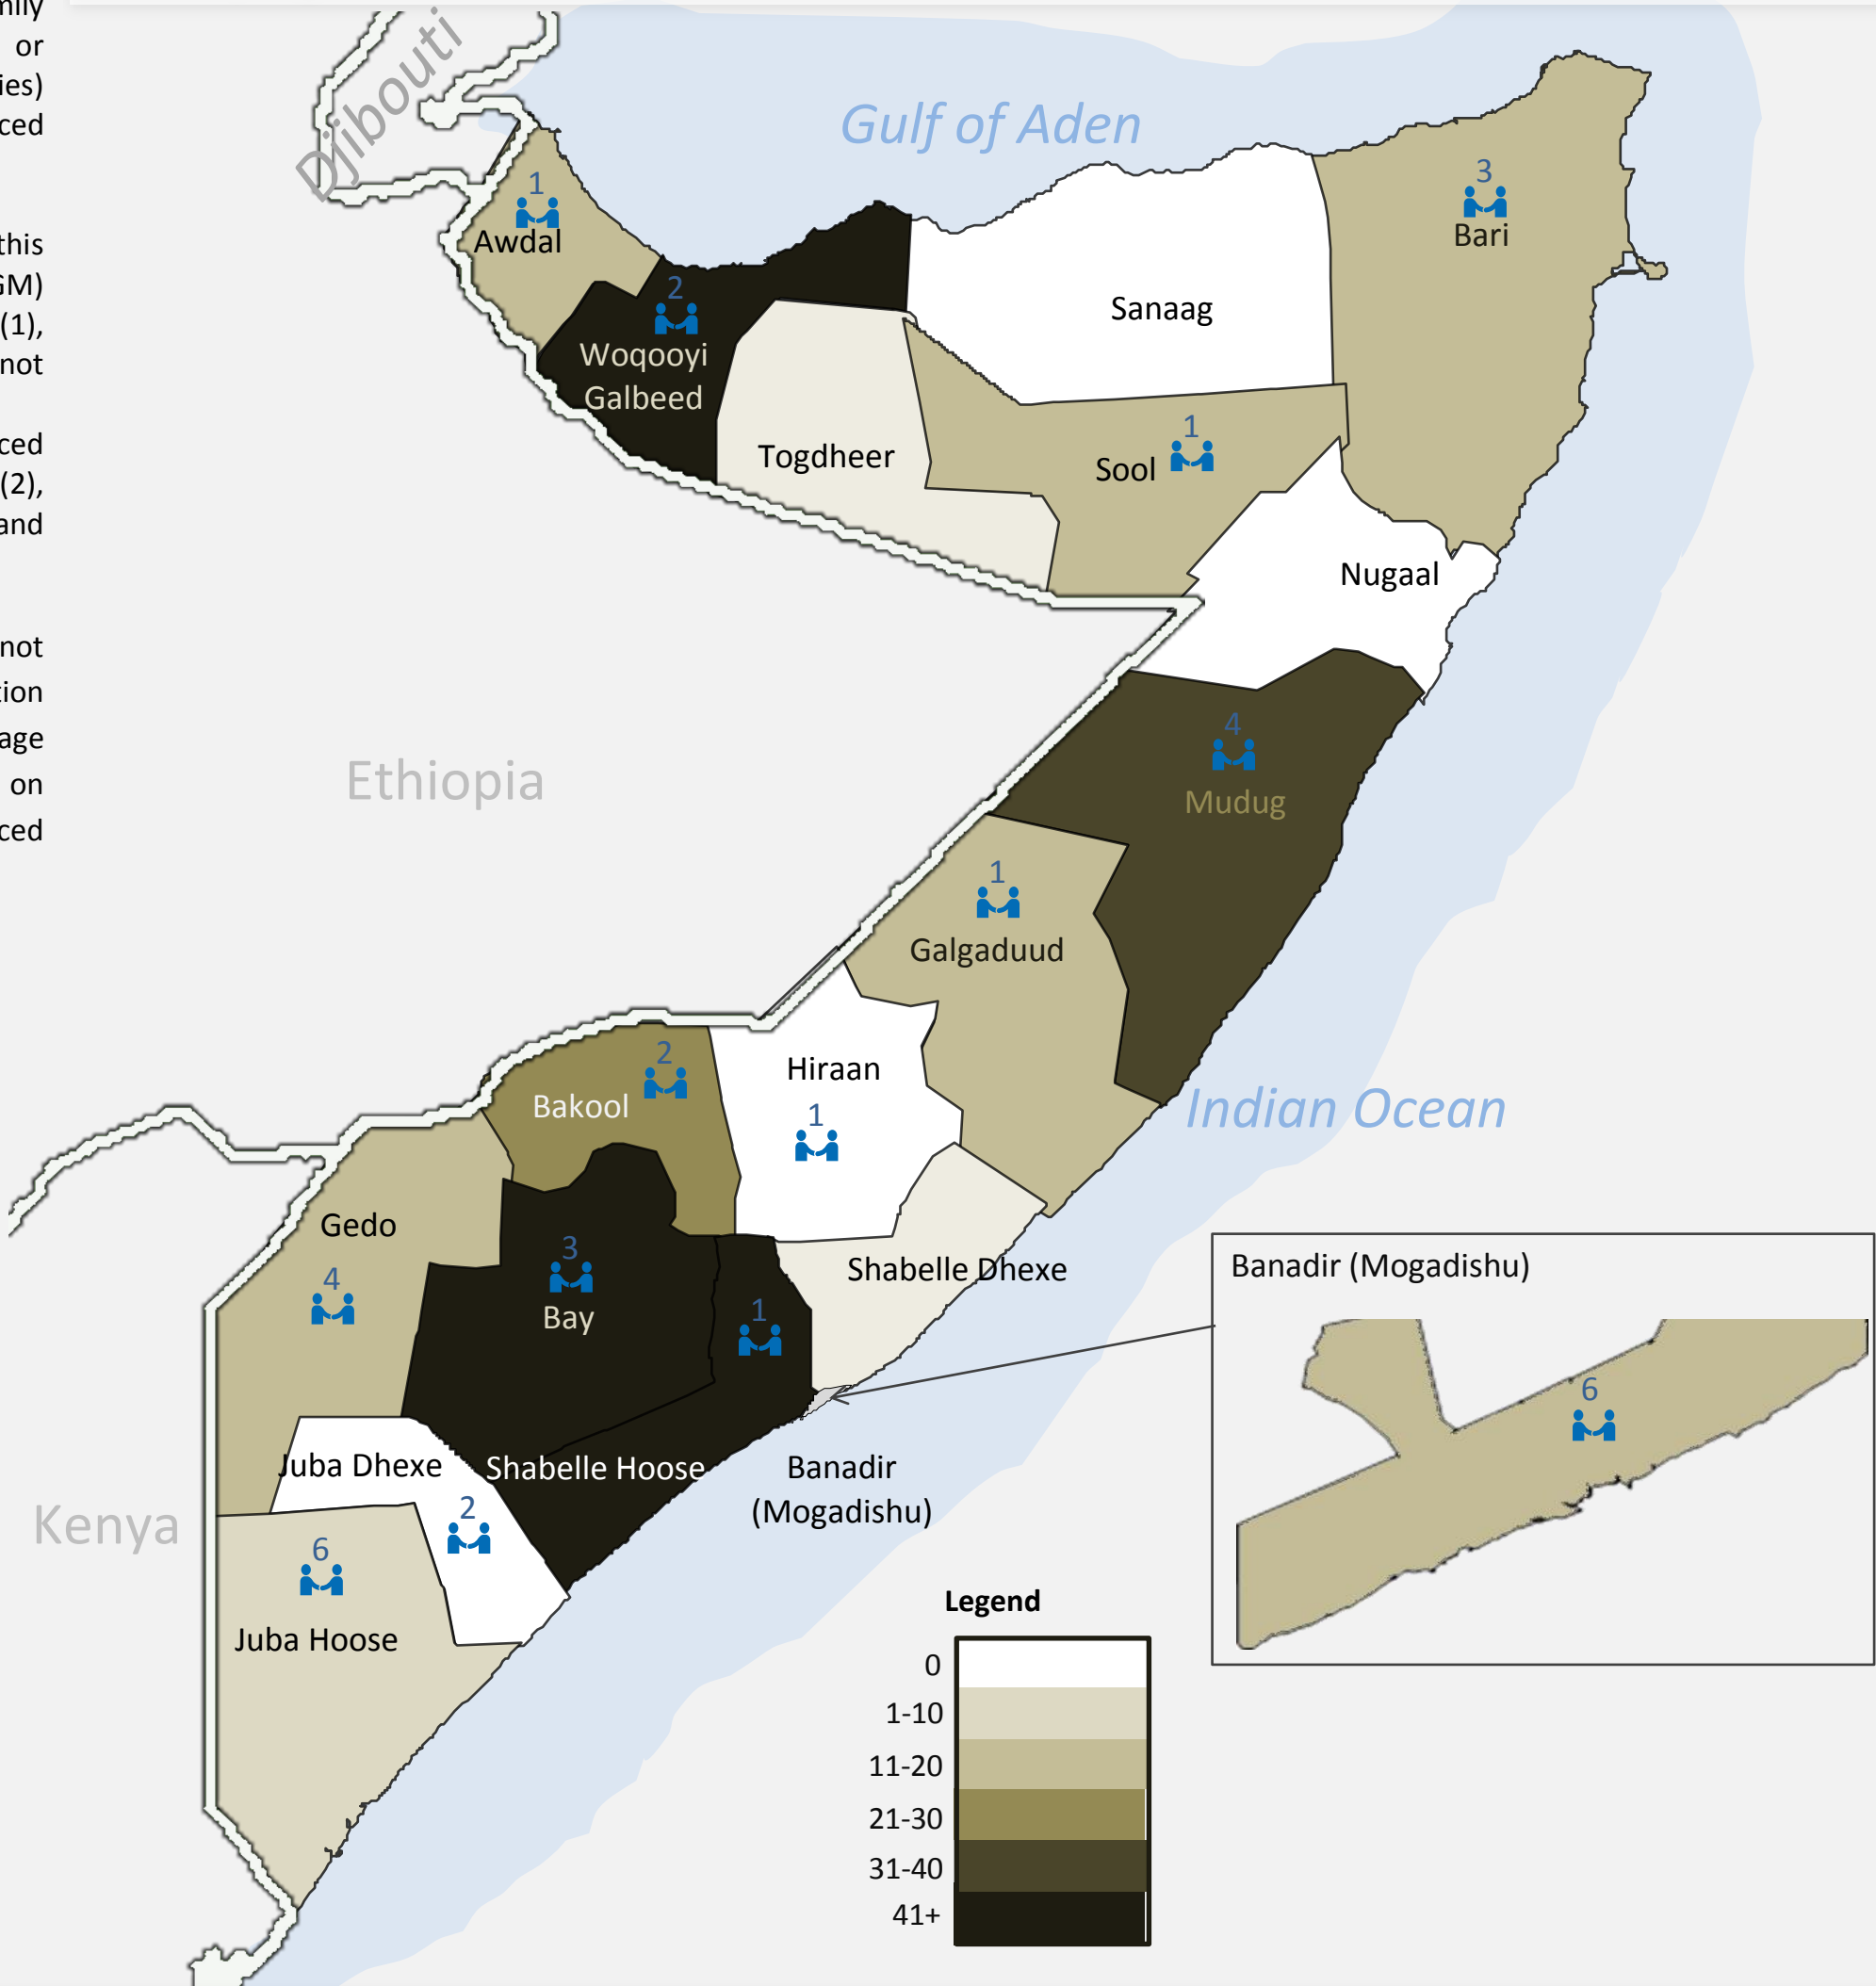 mily
or
ies)
ced
this
GM)
(1),
not
ced
(2),
and
not
tion
age
on
ced
Djibouti
Gulf of Aden
1
Awdal
3
Bari
2
Woqooyi
Galbeed
Sanaag
Togdheer
1
Sool
Nugaal
4
Mudug
Ethiopia
1
Galgaduud
2
Bakool
Hiraan
1
Indian Ocean
Gedo
4
3
Bay
1
Shabelle Dhexe
Banadir (Mogadishu)
6
Juba Dhexe
Shabelle Hoose
Banadir
(Mogadishu)
2
Kenya
6
Juba Hoose
Legend
0
1-10
11-20
21-30
31-40
41+